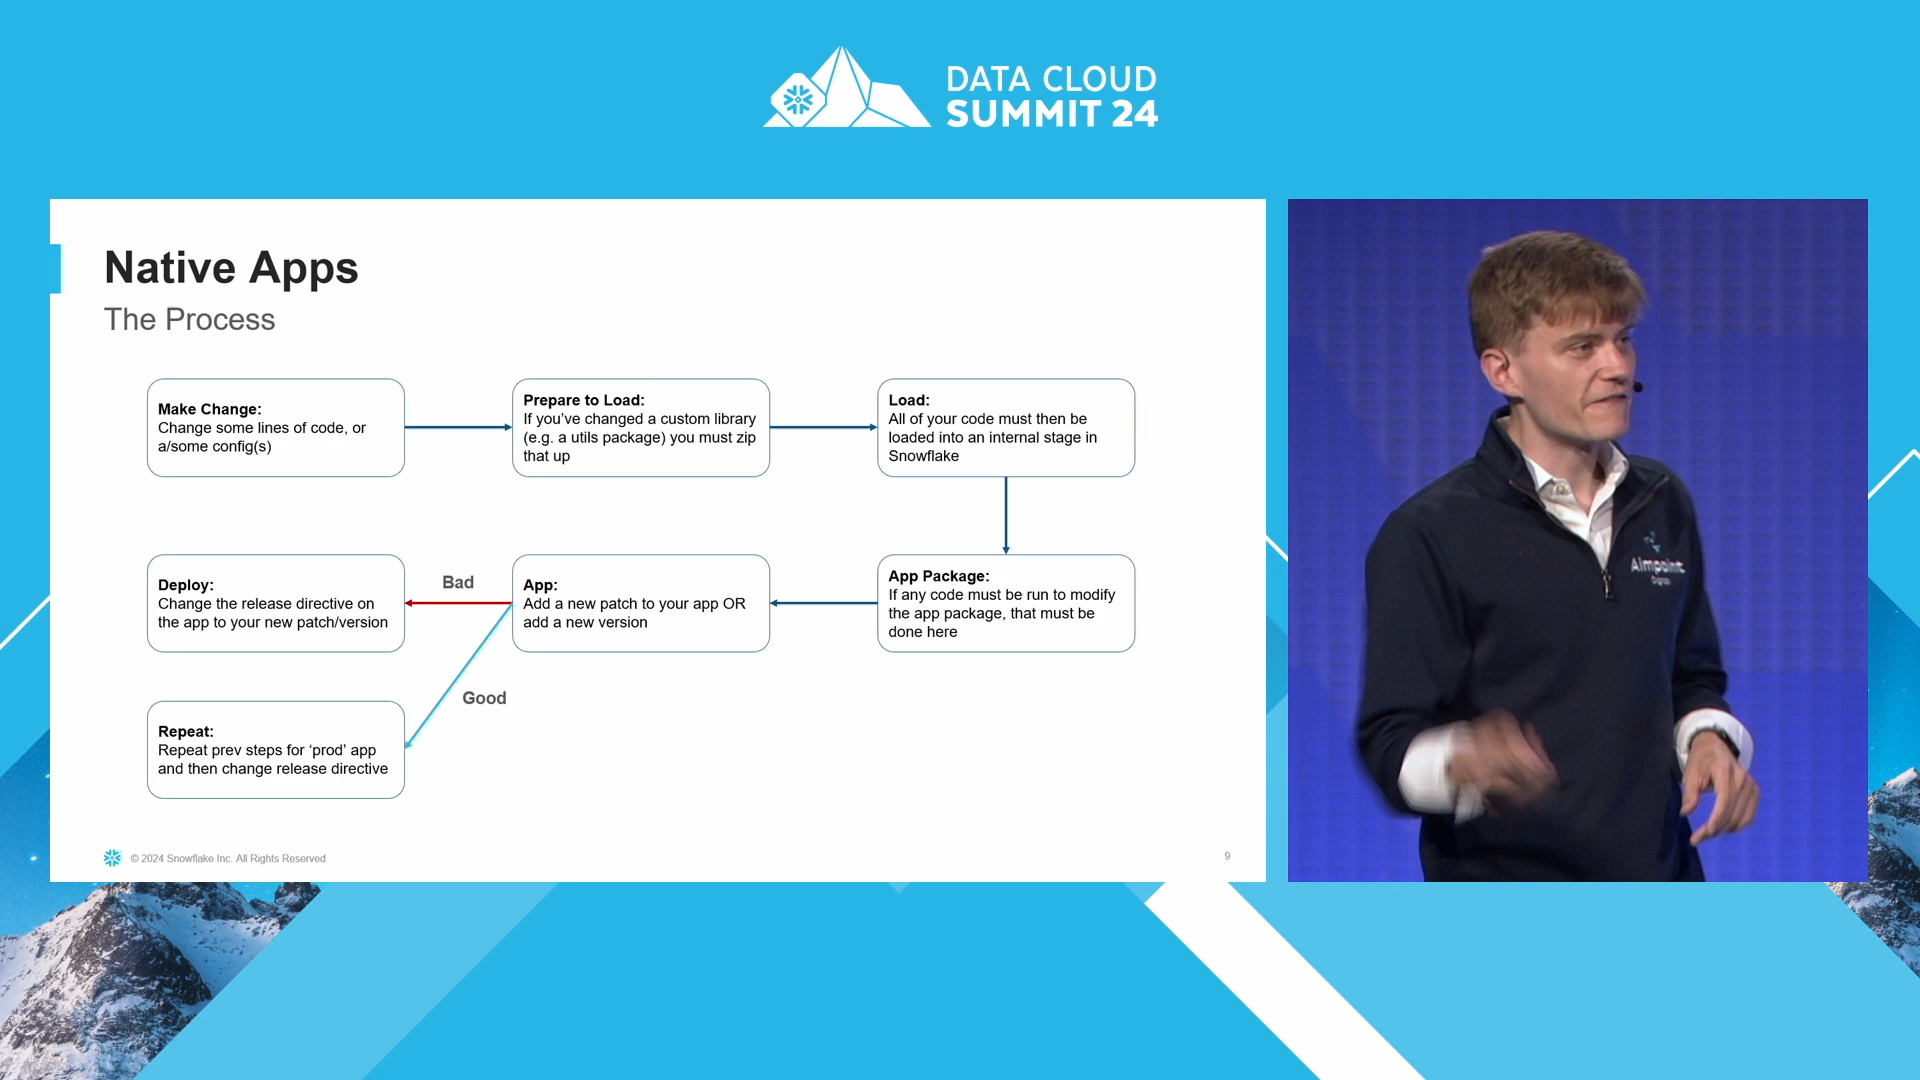 DATA CLOUD
SUMMIT 24
Native Apps
The Process
Make Change:
Change some lines of code, or
a/some config(s)
Prepare to Load:
If you’ve changed a custom library
(e.g. a utils package) you must zip
that up
Load:
All of your code must then be
loaded into an internal stage in
Snowflake
Deploy:
Change the release directive on
the app to your new patch/version
Bad
App:
Add a new patch to your app OR
add a new version
App Package:
If any code must be run to modify
the app package, that must be
done here
Good
Repeat:
Repeat prev steps for ‘prod’ app
and then change release directive
© 2024 Snowflake Inc. All Rights Reserved
9
Aimpoint
Digital